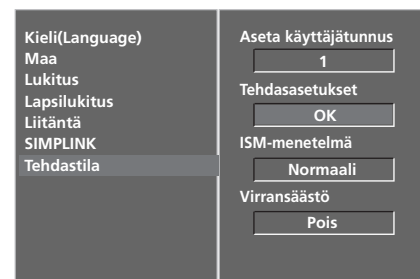 Kieli(Language)
Maa
Lukitus
Lapsilukitus
Liitäntä
SIMPLINK
Tehdastila
Aseta käyttäjätunnus
1
Tehdasasetukset
OK
ISM-menetelmä
Normaali
Virransäästö
Pois